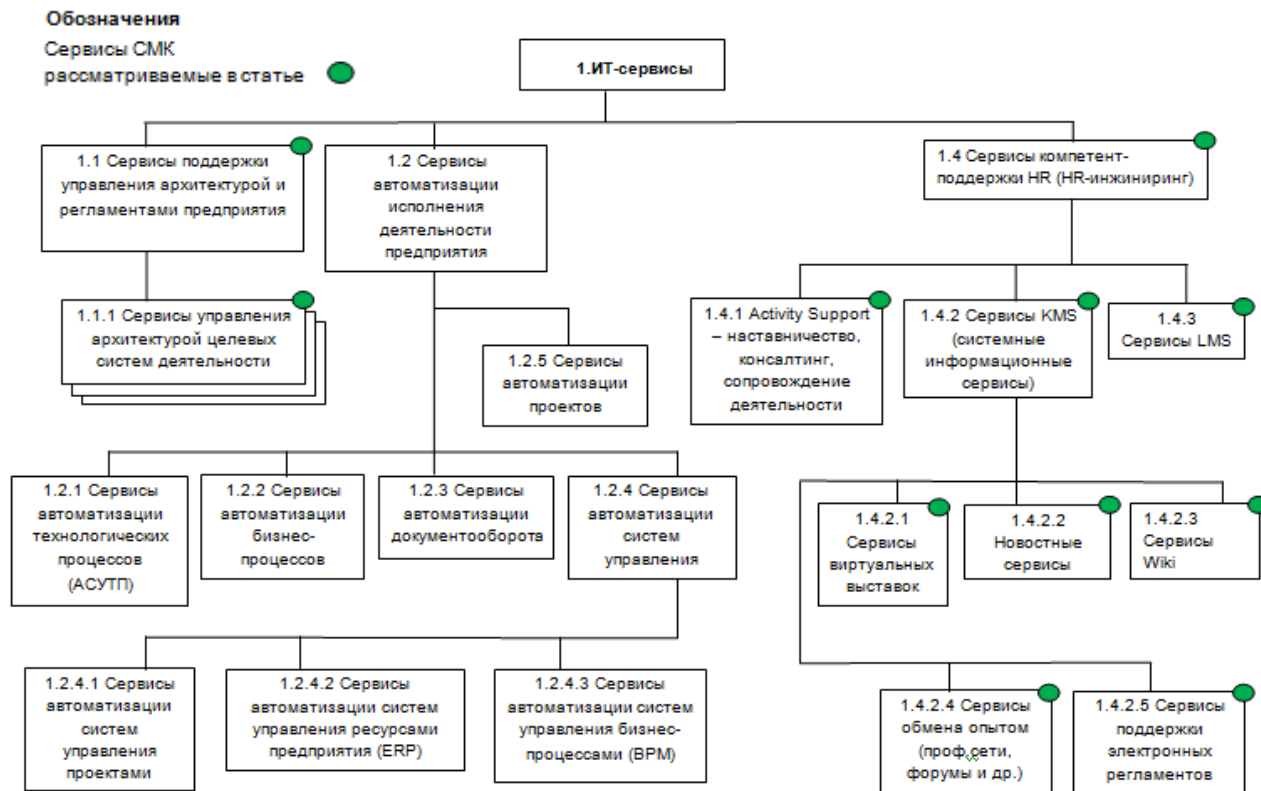 Обозначения
Сервисы СМК
рассматриваемые в статье
1.ИТ-сервисы
1.1 Сервисы поддержки
управления архитектурой и
регламентами предприятия
1.2 Сервисы
автоматизации
исполнения
деятельности
предприятия
1.4 Сервисы компетент-
поддержки HR (HR-инжиниринг)
1.1.1 Сервисы управления
архитектурой целевых
систем деятельности
1.2.5 Сервисы
автоматизации
проектов
1.4.1 Activity Support
– наставничество,
консалтинг,
сопровождение
деятельности
1.4.2 Сервисы KMS
(системные
информационные
сервисы)
1.4.3
Сервисы LMS
1.2.1 Сервисы
автоматизации
технологических
процессов
(АСУТП)
1.2.2 Сервисы
автоматизации
бизнес-
процессов
1.2.3 Сервисы
автоматизации
документооборота
1.2.4 Сервисы
автоматизации
систем
управления
1.4.2.1
Сервисы
виртуальных
выставок
1.4.2.2
Новостные
сервисы
1.4.2.3
Сервисы
Wiki
1.2.4.1 Сервисы
автоматизации
систем
управления
проектами
1.2.4.2 Сервисы
автоматизации систем
управления ресурсами
предприятия (ERP)
1.2.4.3 Сервисы
автоматизации систем
управления бизнес-
процессами (BPM)
1.4.2.4 Сервисы
обмена опытом
(проф.сети,
форумы и др.)
1.4.2.5 Сервисы
поддержки
электронных
регламентов